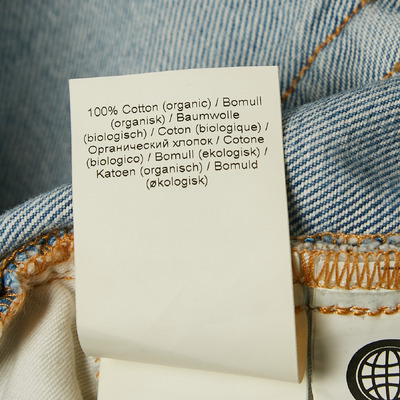 100% Cotton (organic) / Bomull
(organisk) / Baumwolle
(biologisch) / Coton (biologique) /
Органический хлопок / Cotone
(biologico) / Bomull (ekologisk) /
Katoen (organisch) / Bomuld
(økologisk)